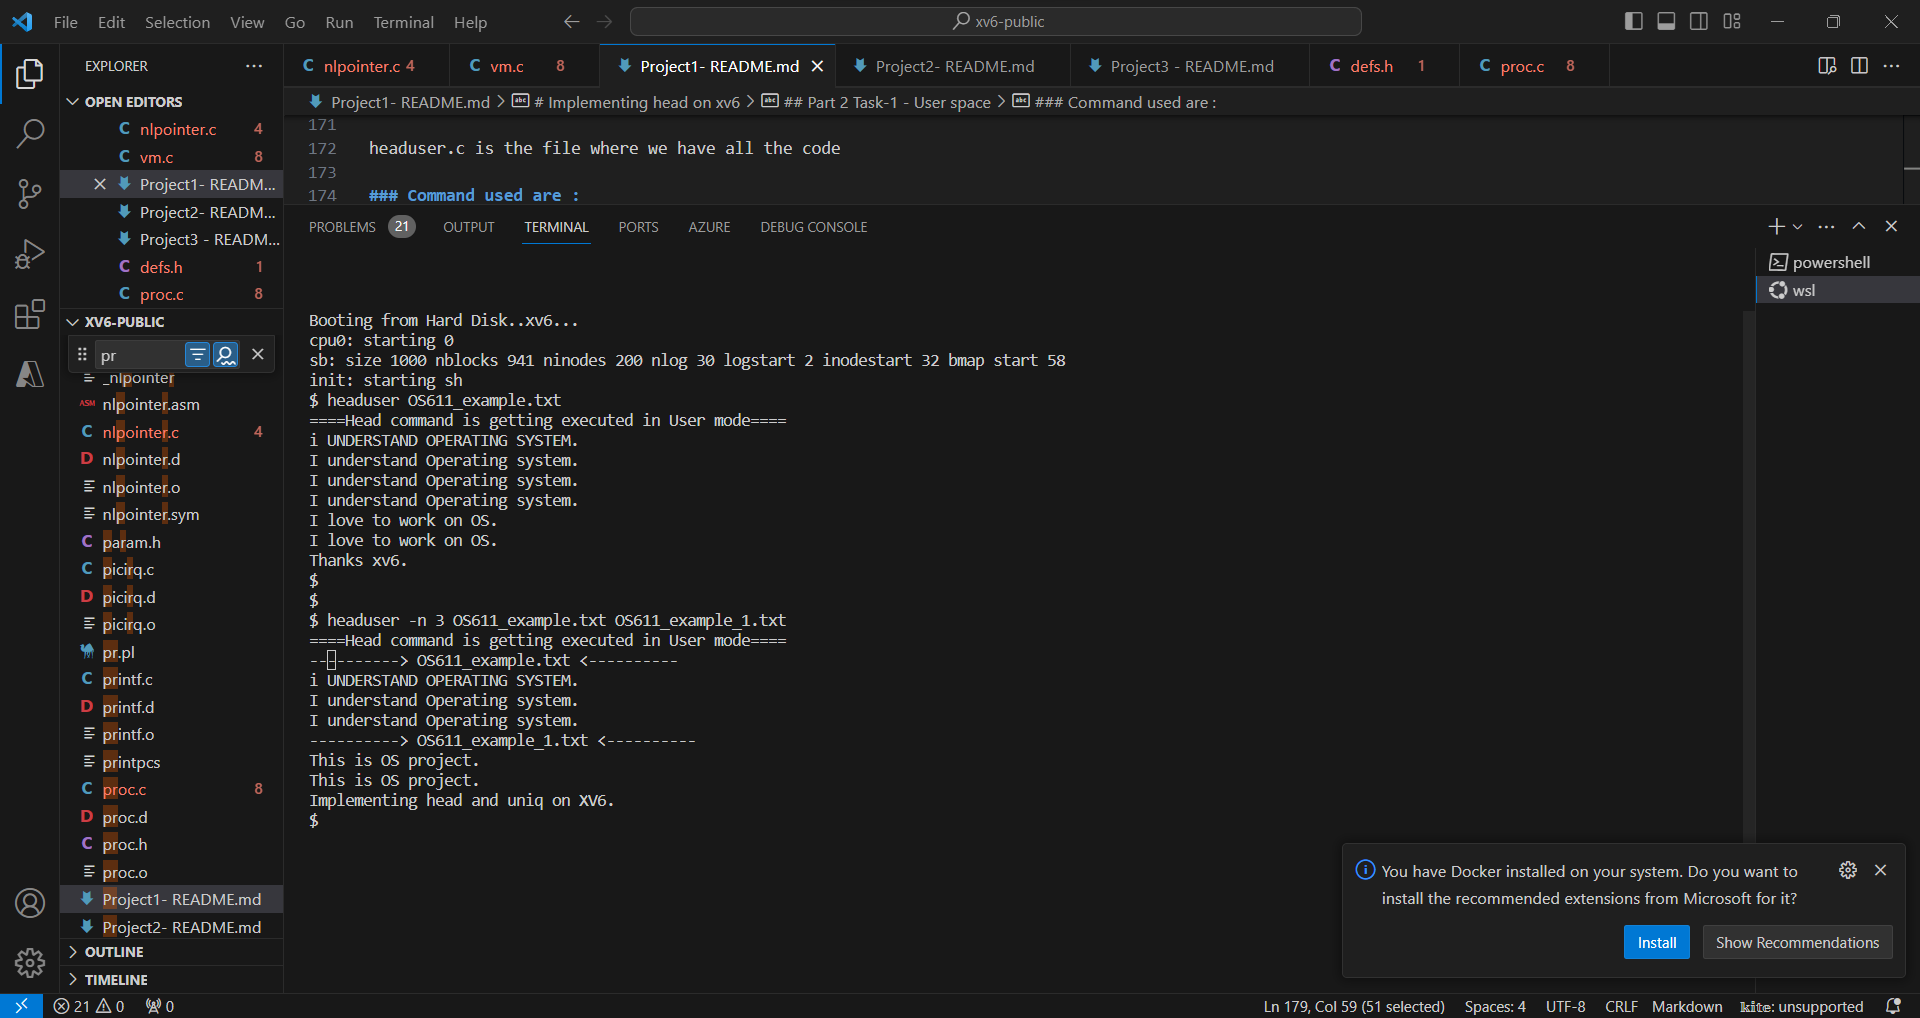 File Edit Selection View Go Run Terminal Help
xv6-public
EXPLORER
nlpointer.c 4
vm.c 8
Project1- README.md
Project2- README.md
Project3 - README.md
defs.h 1
proc.c 8
Project1- README.md > # Implementing head on xv6 > ## Part 2 Task-1 - User space > ### Command used are :
OPEN EDITORS
nlpointer.c 4
vm.c 8
Project1- READM...
Project2- READM...
Project3 - READM...
defs.h 1
proc.c 8
XV6-PUBLIC
pr
_nlpointer
nlpointer.asm
nlpointer.c 4
nlpointer.d
nlpointer.o
nlpointer.sym
param.h
picirq.c
picirq.d
picirq.o
pr.pl
printf.c
printf.d
printf.o
printpcs
proc.c 8
proc.d
proc.h
proc.o
Project1- README.md
Project2- README.md
OUTLINE
TIMELINE
171
172 headuser.c is the file where we have all the code
173
174 ### Command used are :
PROBLEMS 21 OUTPUT TERMINAL PORTS AZURE DEBUG CONSOLE
powershell
wsl
Booting from Hard Disk..xv6...
cpu0: starting 0
sb: size 1000 nblocks 941 ninodes 200 nlog 30 logstart 2 inodestart 32 bmap start 58
init: starting sh
$ headuser OS611_example.txt
====Head command is getting executed in User mode====
i UNDERSTAND OPERATING SYSTEM.
I understand Operating system.
I understand Operating system.
I understand Operating system.
I love to work on OS.
I love to work on OS.
Thanks xv6.
$
$
$ headuser -n 3 OS611_example.txt OS611_example_1.txt
====Head command is getting executed in User mode====
----------> OS611_example.txt <----------
i UNDERSTAND OPERATING SYSTEM.
I understand Operating system.
I understand Operating system.
----------> OS611_example_1.txt <----------
This is OS project.
This is OS project.
Implementing head and uniq on XV6.
$
You have Docker installed on your system. Do you want to
install the recommended extensions from Microsoft for it?
Install
Show Recommendations
21 0 0
Ln 179, Col 59 (51 selected) Spaces: 4 UTF-8 CRLF Markdown kite: unsupported